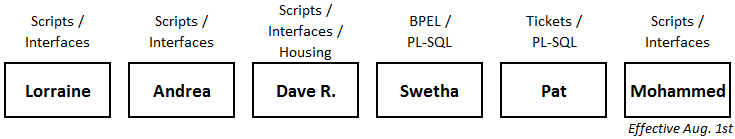 Scripts /
Interfaces
Lorraine
Scripts /
Interfaces
Andrea
Scripts /
Interfaces /
Housing
Dave R.
BPEL /
PL-SQL
Swetha
Tickets /
PL-SQL
Pat
Scripts /
Interfaces
Mohammed
Effective Aug. 1st